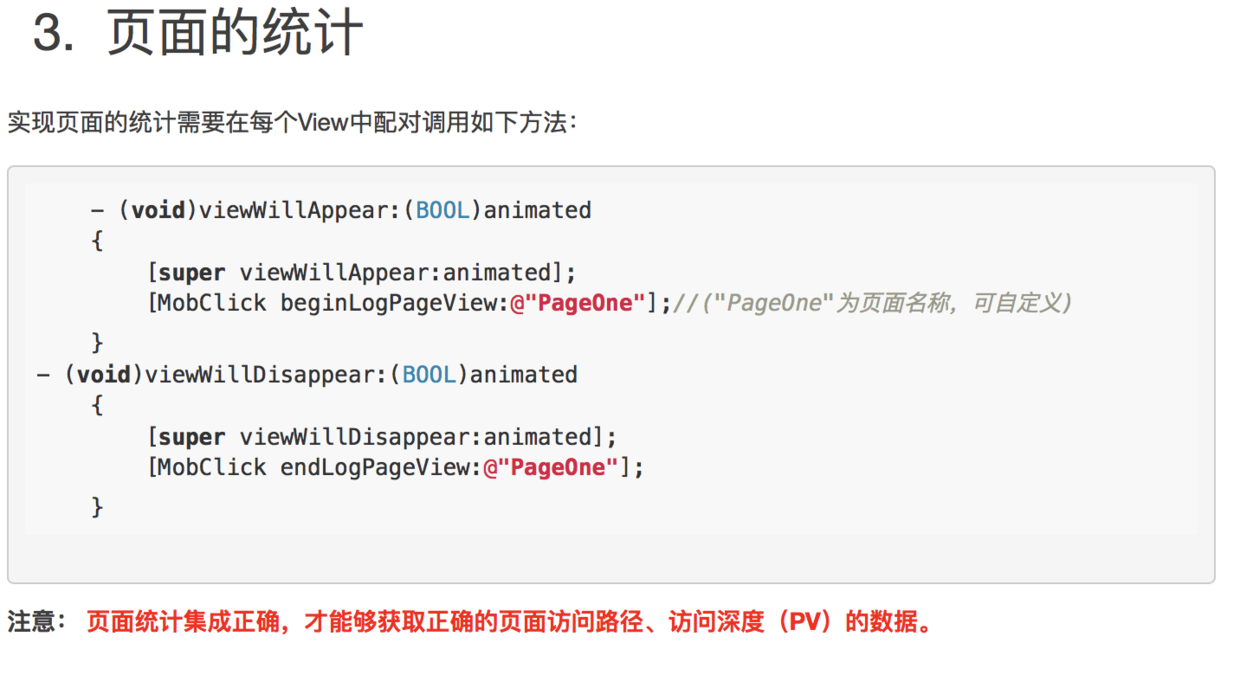 3. 页面的统计
实现页面的统计需要在每个View中配对调用如下方法：
- (void)viewWillAppear:(BOOL)animated
{
[super viewWillAppear:animated];
[MobClick beginLogPageView:@"PageOne"];//("PageOne"为页面名称，可自定义)
}
- (void)viewWillDisappear:(BOOL)animated
{
[super viewWillDisappear:animated];
[MobClick endLogPageView:@"PageOne"];
}
注意： 页面统计集成正确，才能够获取正确的页面访问路径、访问深度（PV）的数据。